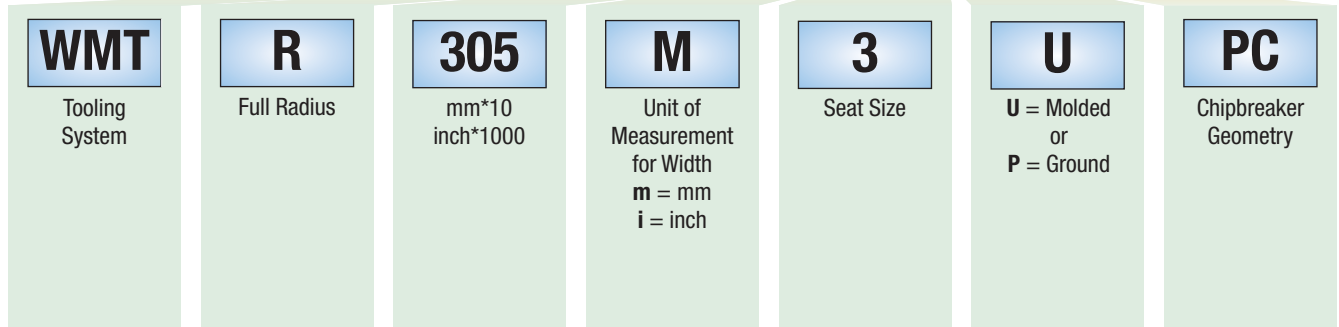 WMT
Tooling
System
R
Full Radius
305
mm*10
inch*1000
M
Unit of
Measurement
for Width
m = mm
i = inch
3
Seat Size
U
U = Molded
or
P = Ground
PC
Chipbreaker
Geometry